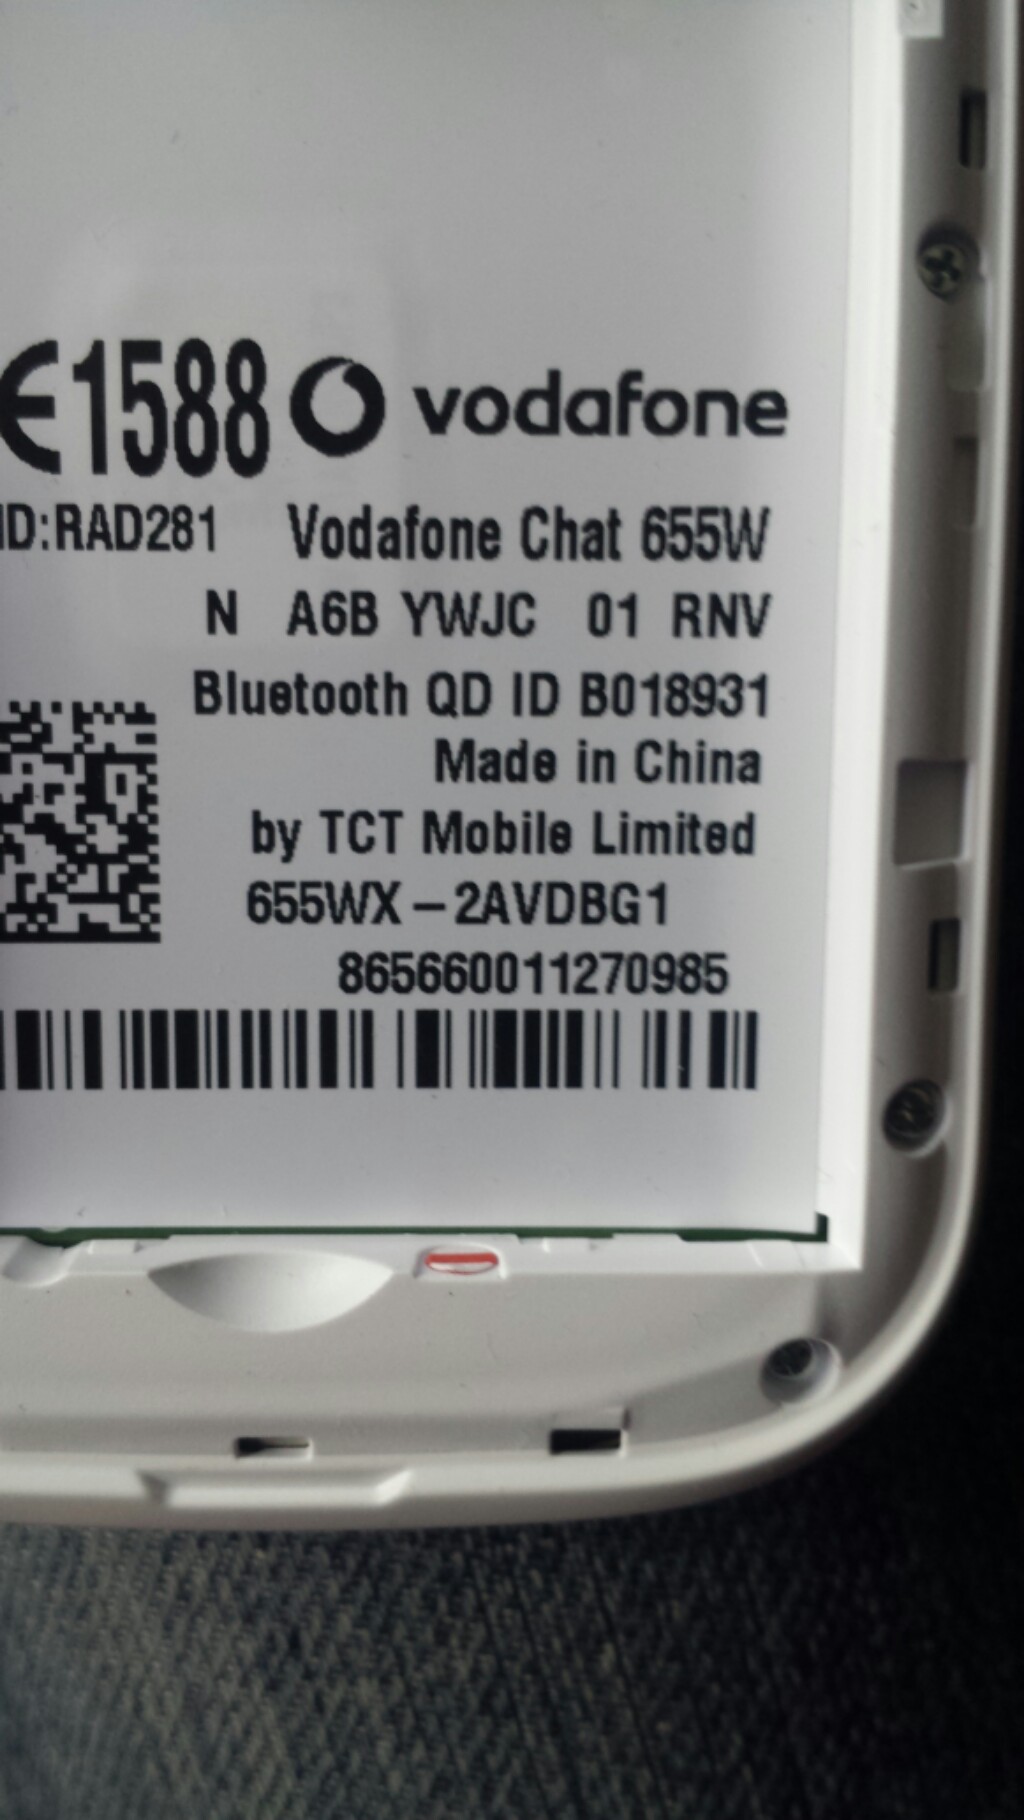 CE1588 vodafone
ID:RAD281 Vodafone Chat 655W
N A6B YWJC 01 RNV
Bluetooth QD ID B018931
Made in China
by TCT Mobile Limited
655WX-2AVDBG1
865660011270985